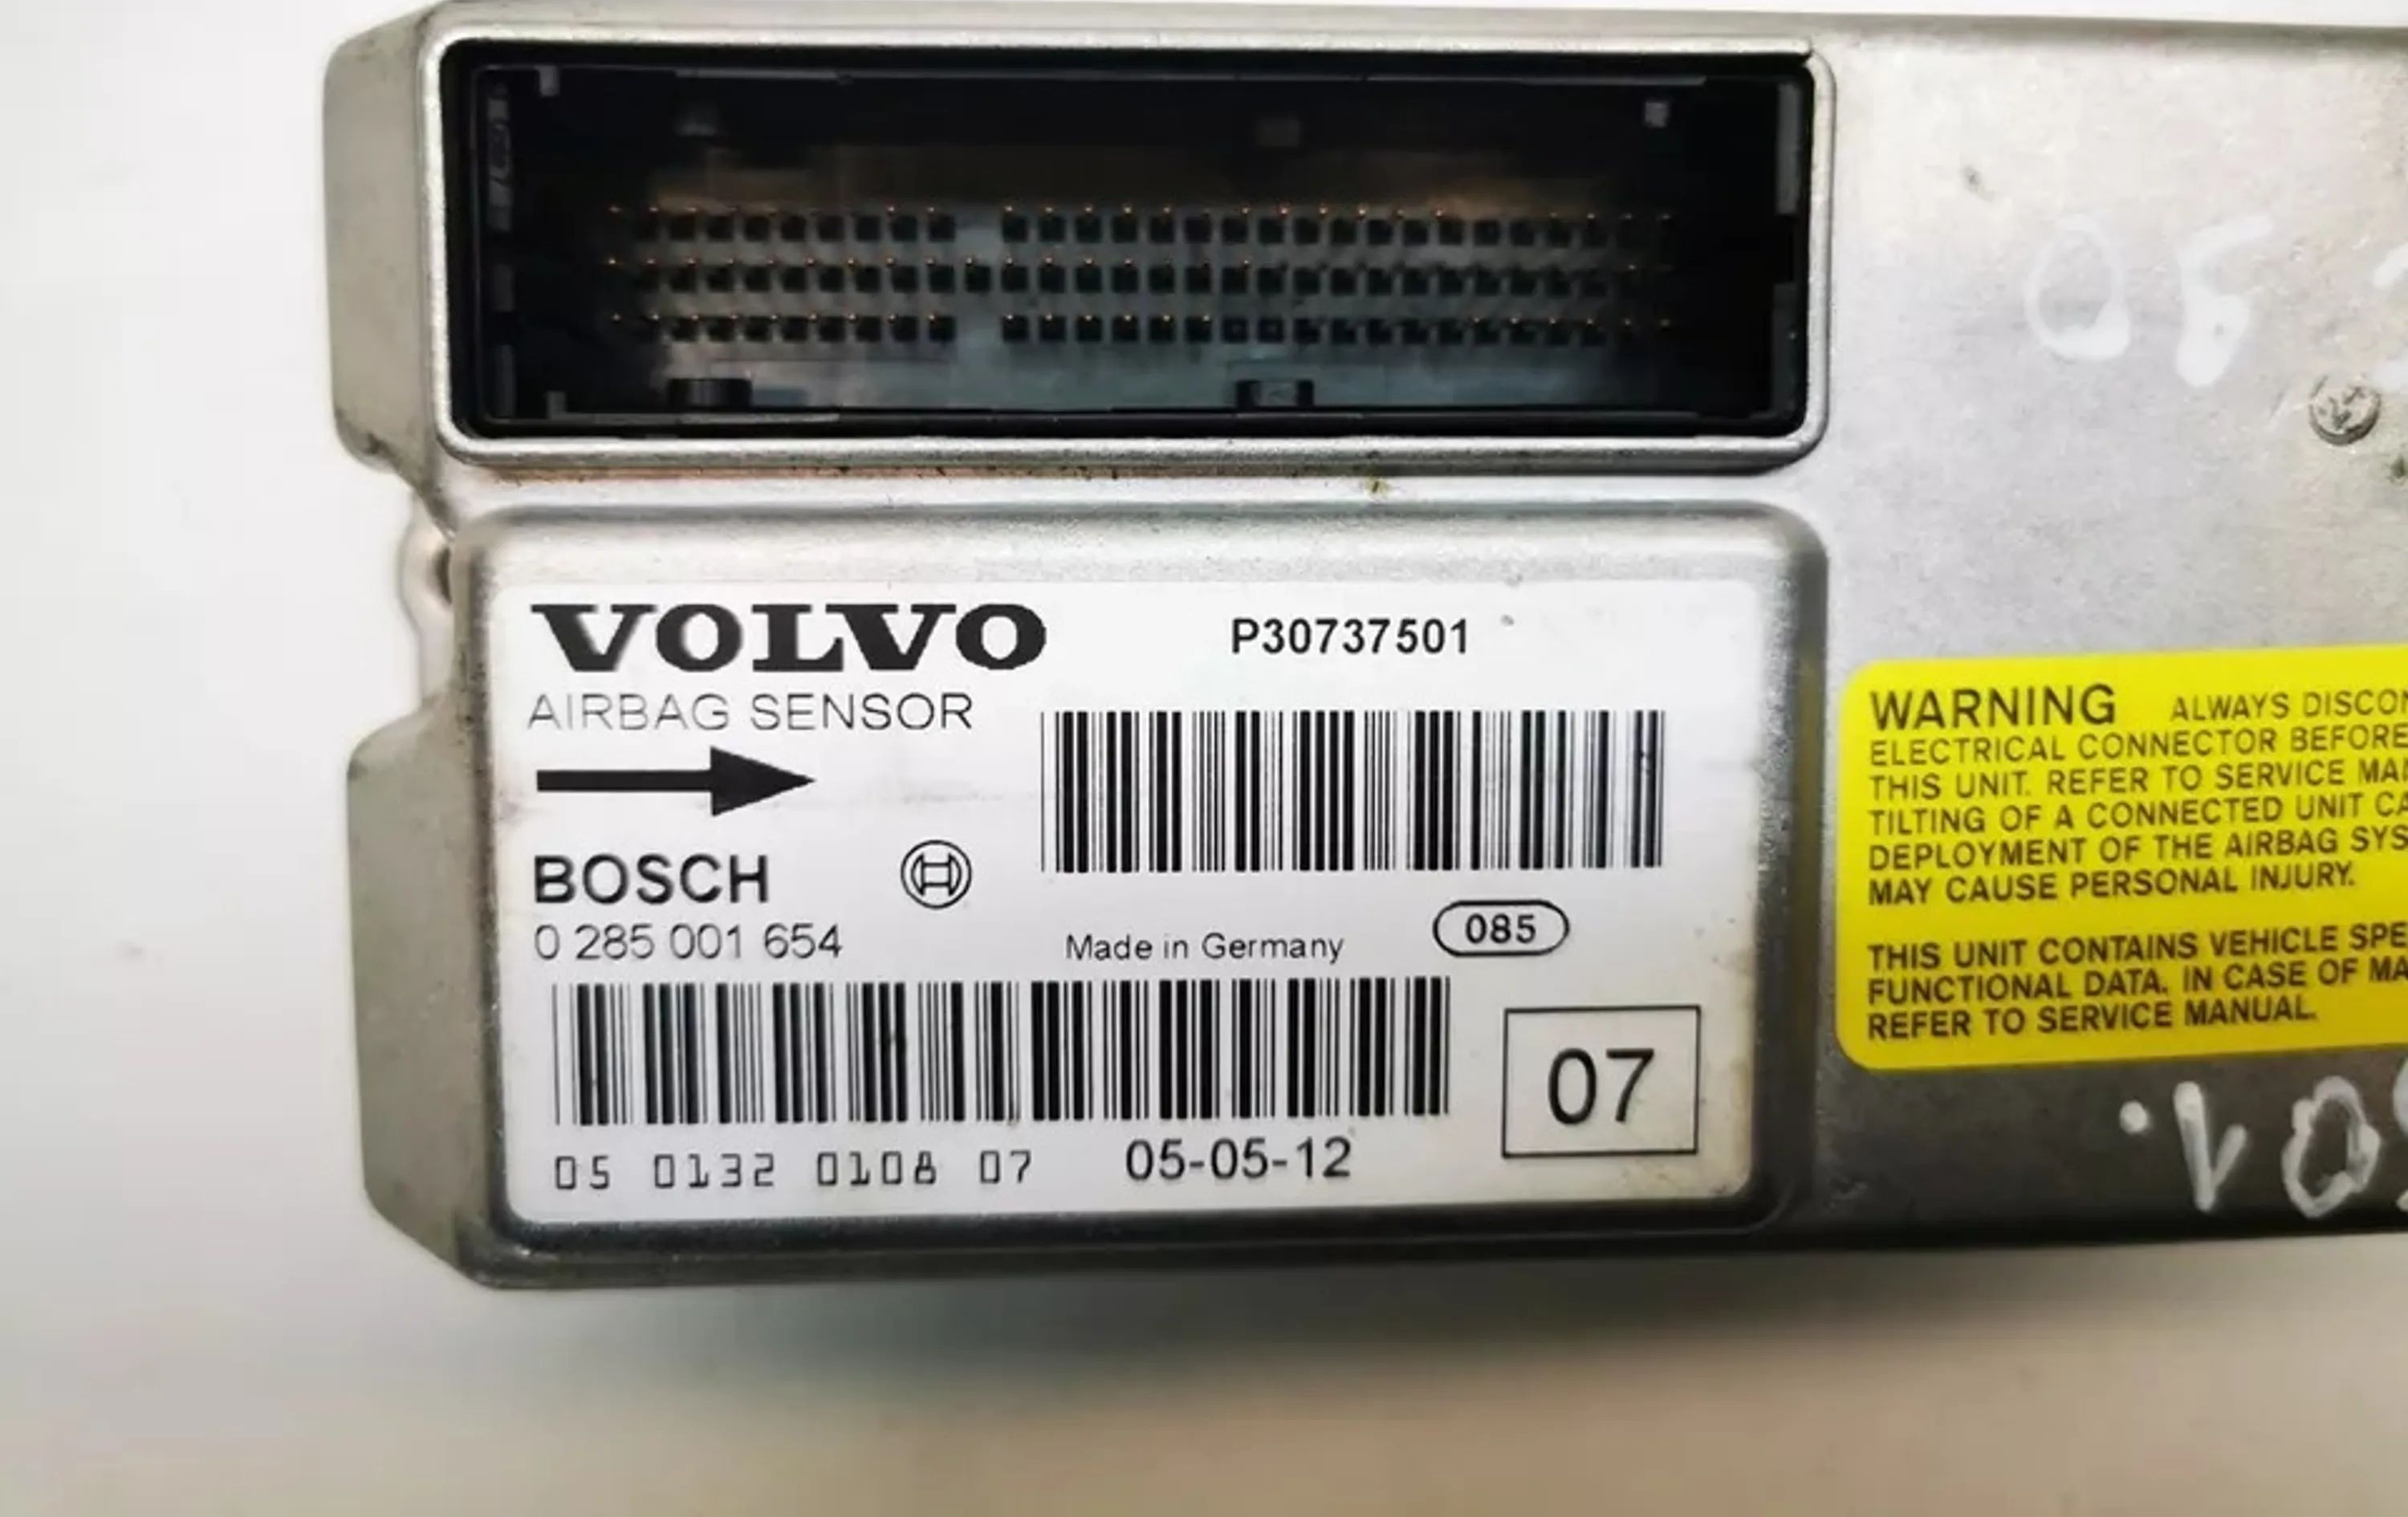 VOLVO
P30737501
AIRBAG SENSOR
BOSCH
0 285 001 654
Made in Germany
085
07
05 0132 0108 07
05-05-12
WARNING ALWAYS
ELECTRICAL CONNECTOR BEFORE
THIS UNIT. REFER TO SERVICE
TILTING OF A CONNECTED UNIT
DEPLOYMENT OF THE AIRBAG
MAY CAUSE PERSONAL INJURY.
THIS UNIT CONTAINS VEHICLE
FUNCTIONAL DATA. IN CASE OF
REFER TO SERVICE MANUAL.